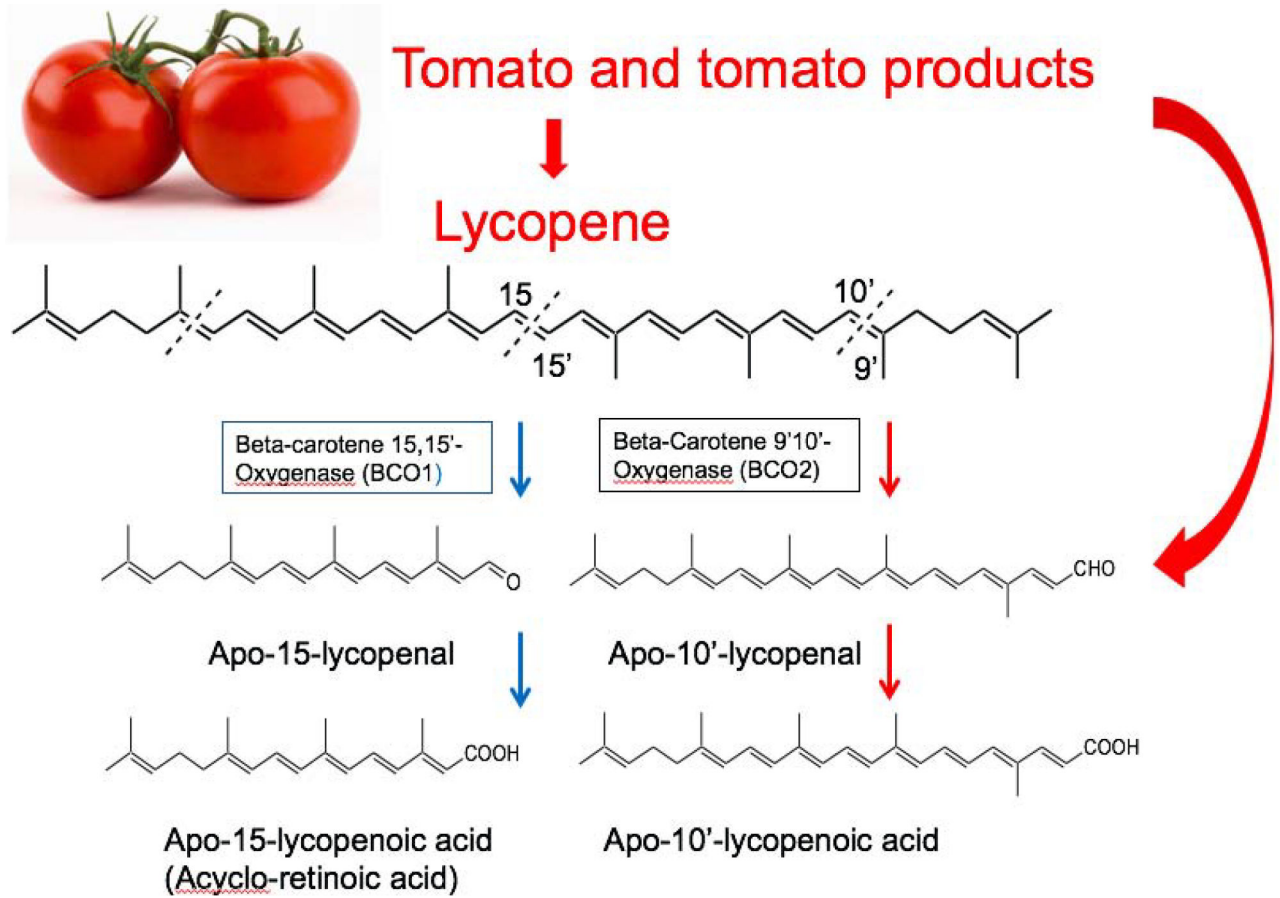 Tomato and tomato products
Lycopene
15
10’
15’
9’
Beta-carotene 15,15’-
Oxygenase (BCO1)
Beta-Carotene 9’10’-
Oxygenase (BCO2)
O
CHO
Apo-15-lycopenal
Apo-10’-lycopenal
COOH
COOH
Apo-15-lycopenoic acid
(Acyclo-retinoic acid)
Apo-10’-lycopenoic acid